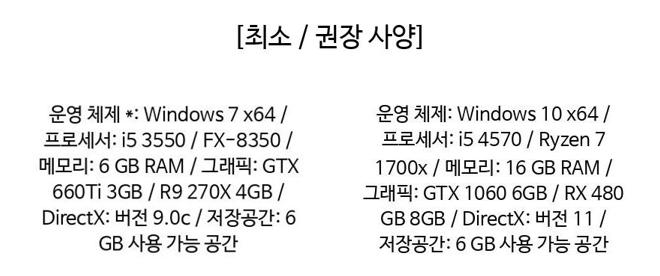 [최소 / 권장 사양]
운영 체제 *: Windows 7 x64 /
프로세서: i5 3550 / FX-8350 /
메모리: 6 GB RAM / 그래픽: GTX
660Ti 3GB / R9 270X 4GB /
DirectX: 버전 9.0c / 저장공간: 6
GB 사용 가능 공간
운영 체제: Windows 10 x64 /
프로세서: i5 4570 / Ryzen 7
1700x / 메모리: 16 GB RAM /
그래픽: GTX 1060 6GB / RX 480
GB 8GB / DirectX: 버전 11 /
저장공간: 6 GB 사용 가능 공간